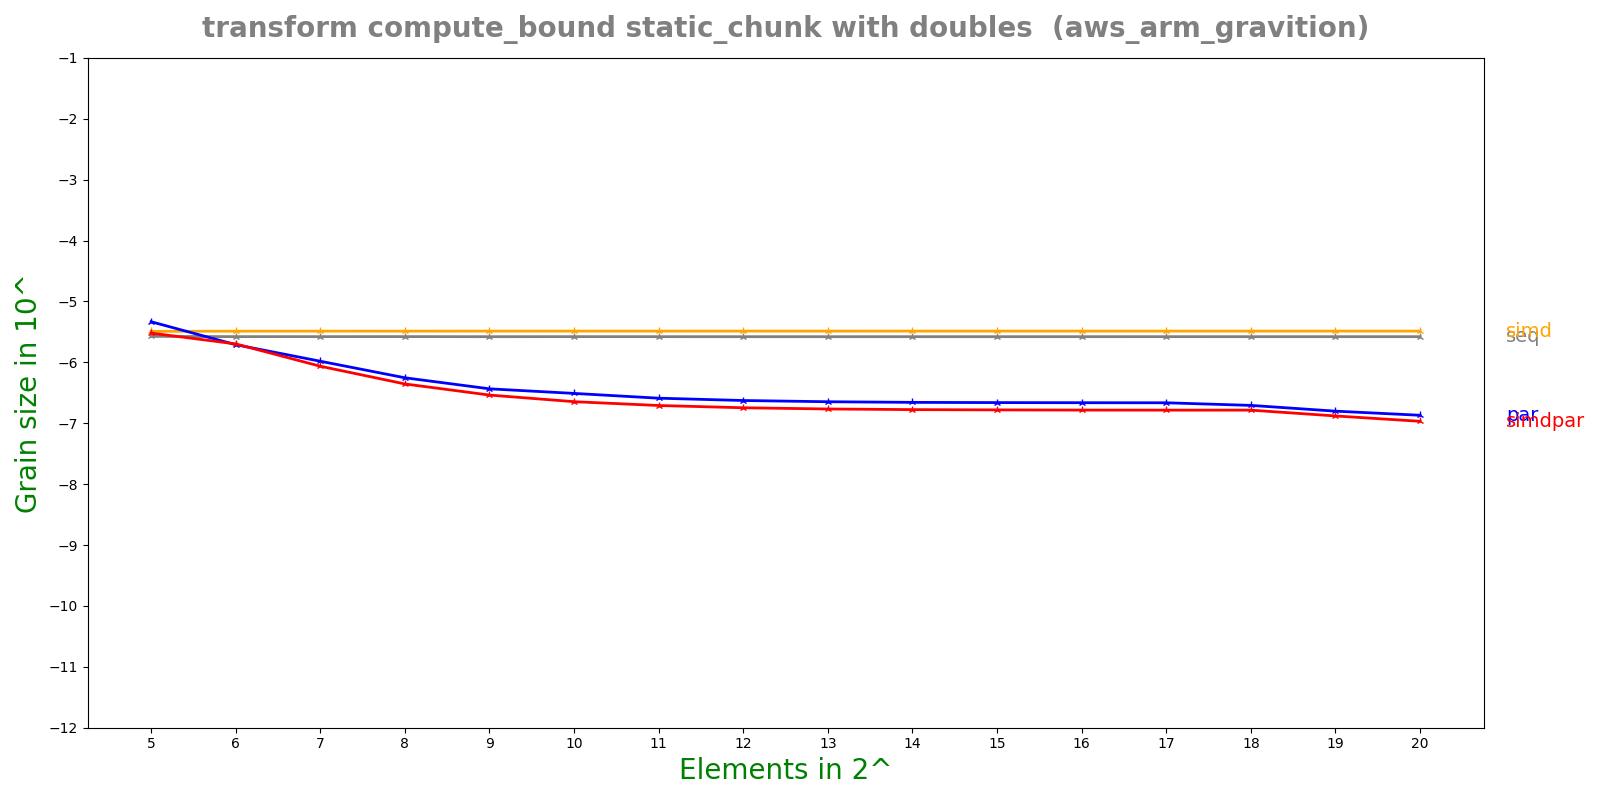 transform compute_bound static_chunk with doubles  (aws_arm_gravition)
−1
−2
−3
−4
−5
−6
−7
−8
−9
−10
−11
−12
Grain size in 10^
simd
seq
par
simdpar
5 6 7 8 9 10 11 12 13 14 15 16 17 18 19 20
Elements in 2^